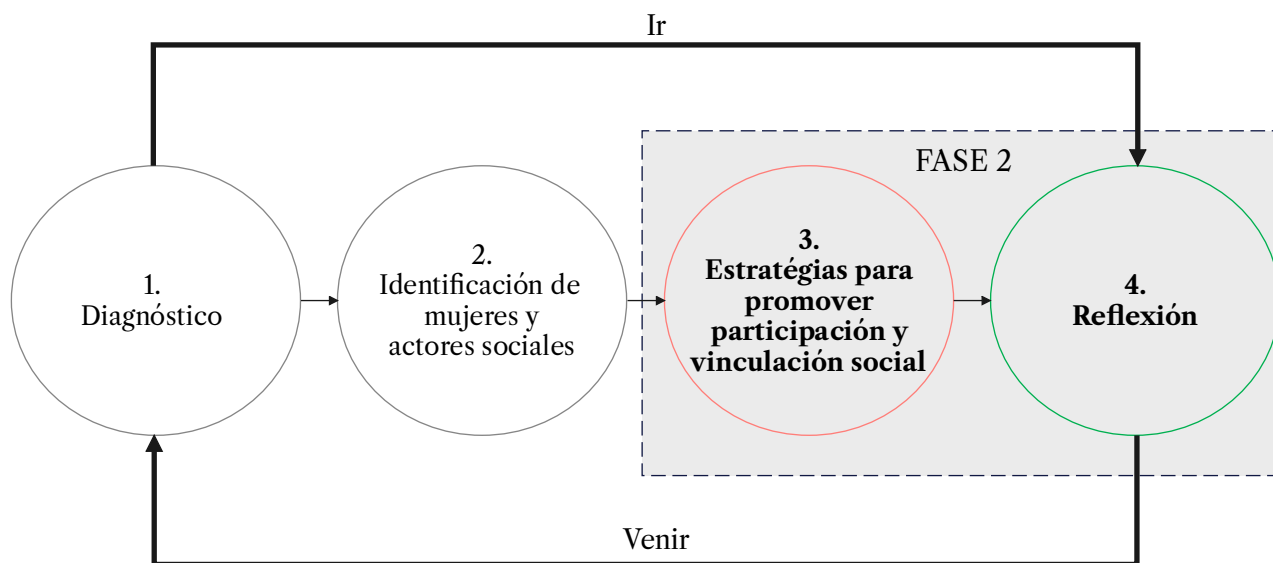 Ir
FASE 2
1.
Diagnóstico
2.
Identificación de
mujeres y
actores sociales
3.
Estratégias para
promover
participación y
vinculación social
4.
Reflexión
Venir